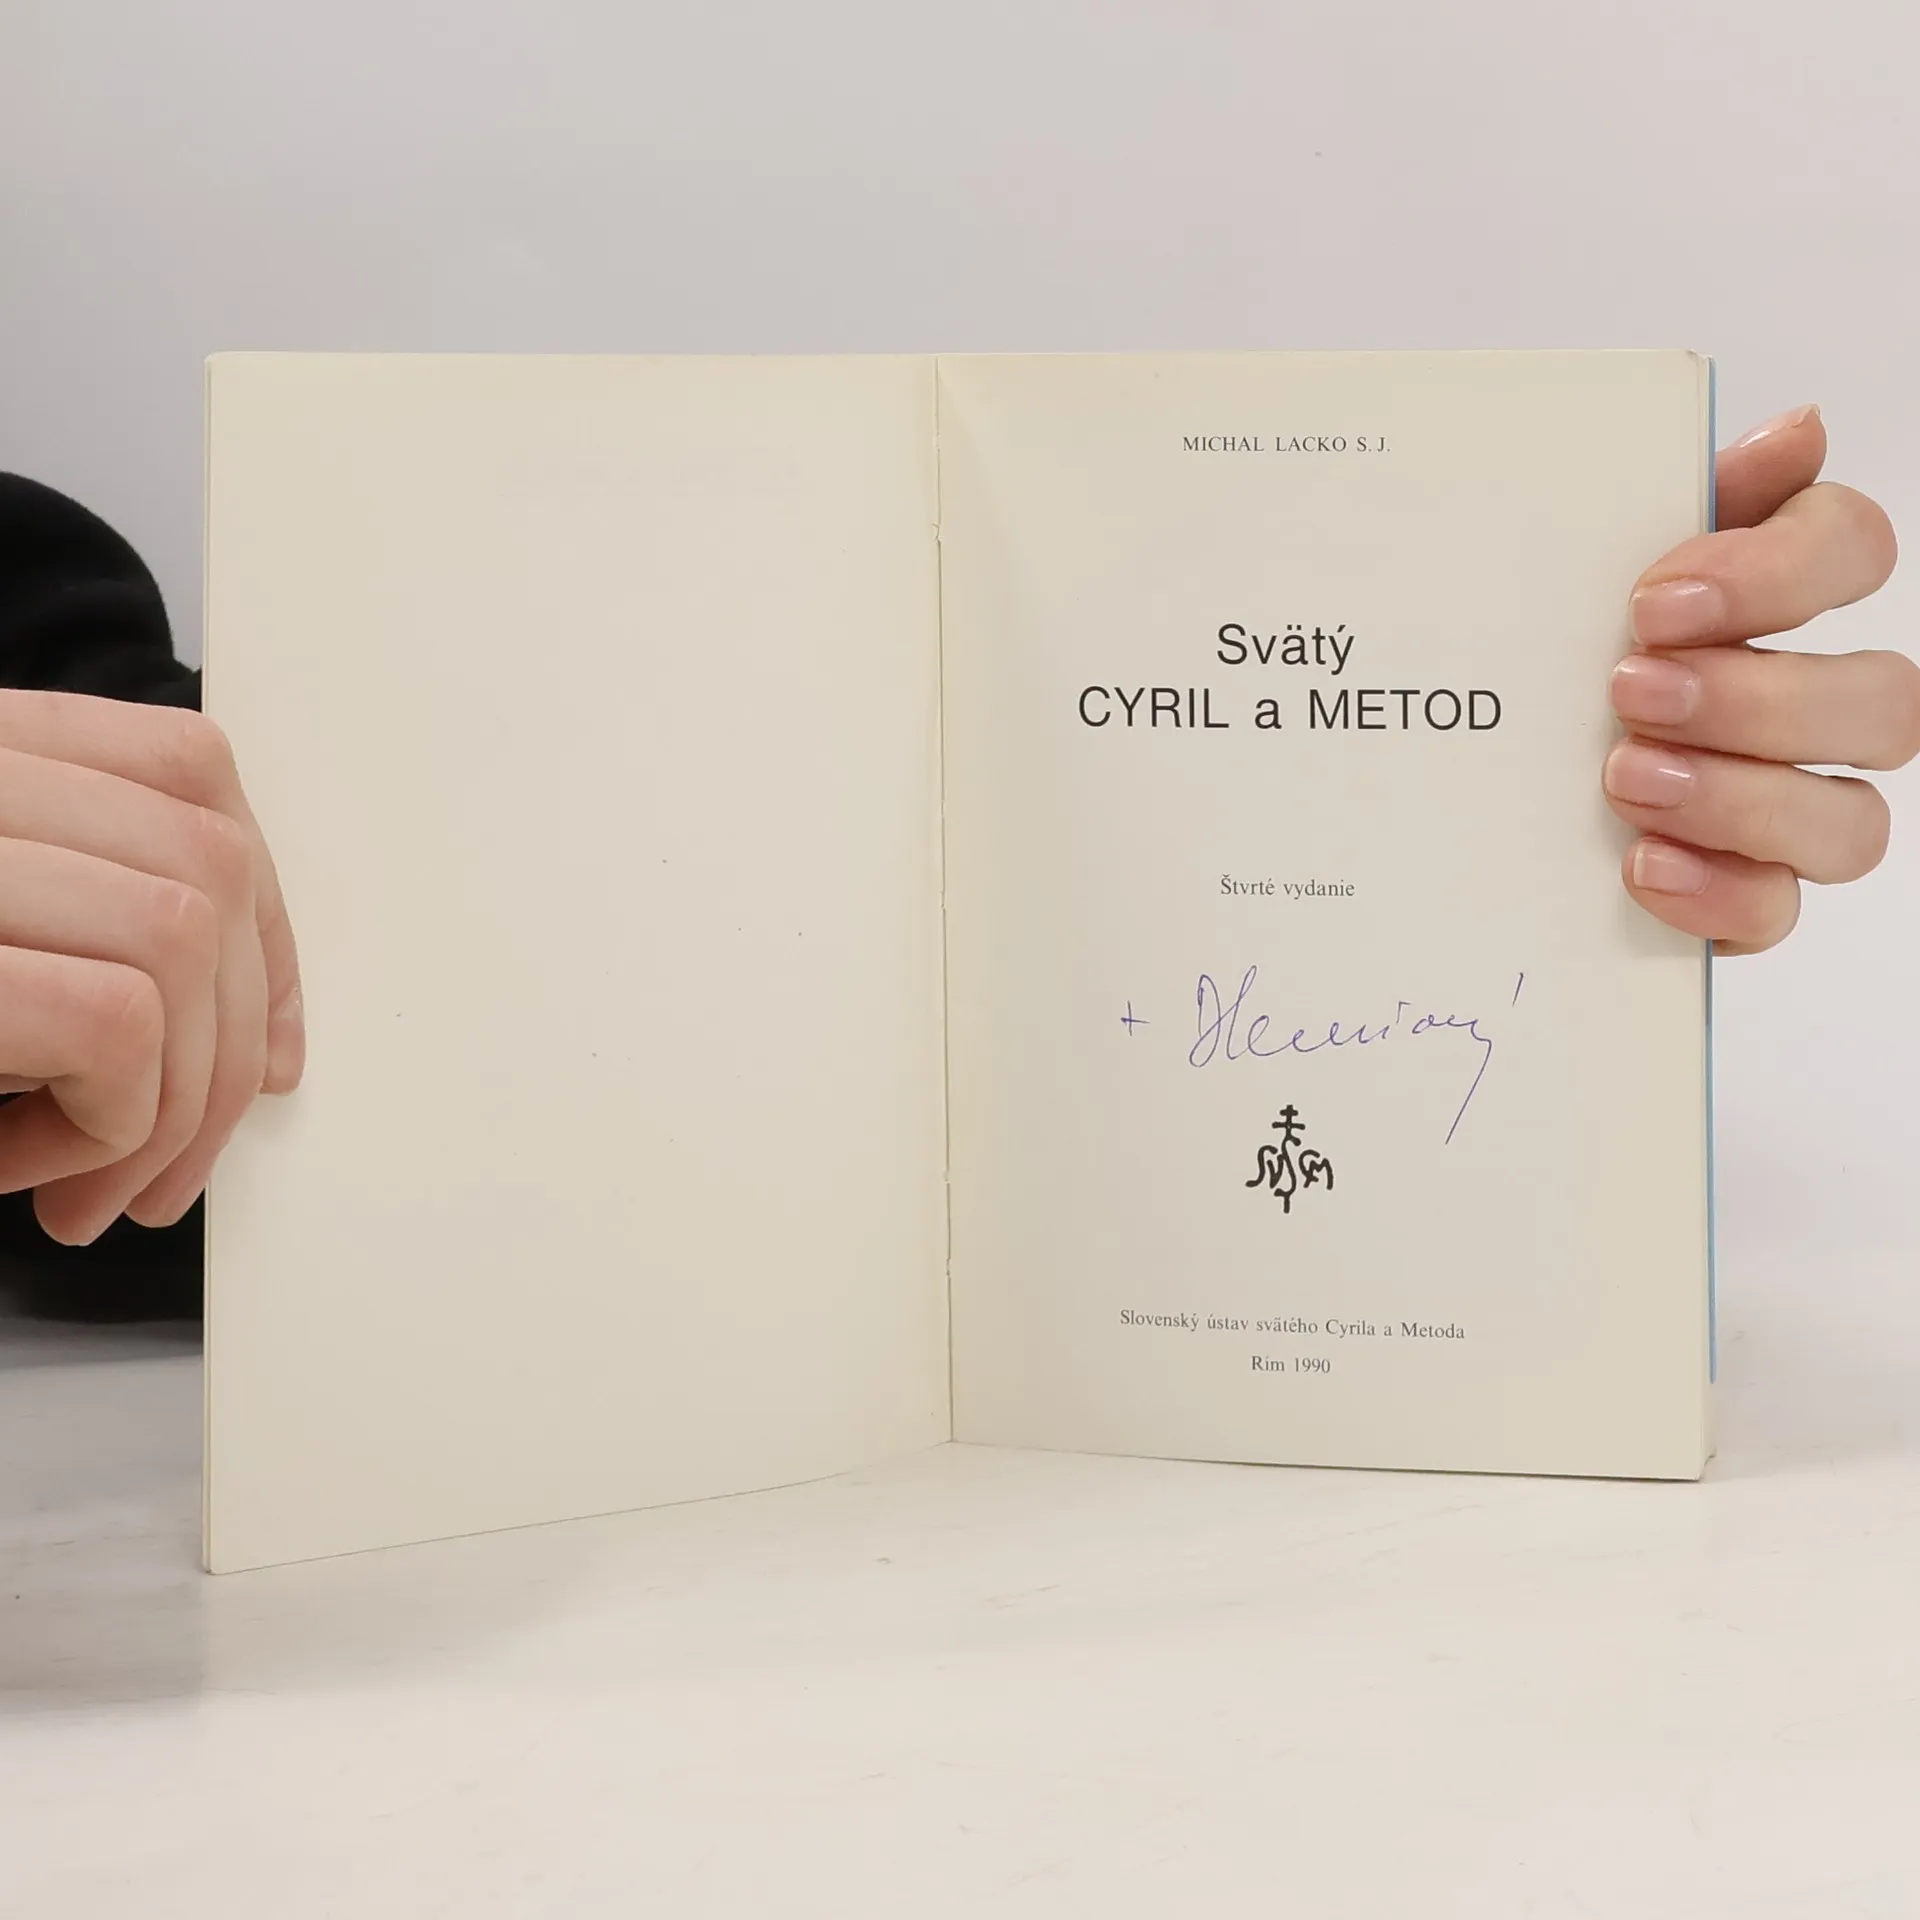 MICHAL LACKO S. J.
Svätý
CYRIL a METOD
Štvrté vydanie
Slovenský ústav svätého Cyrila a Metoda
Rím 1990